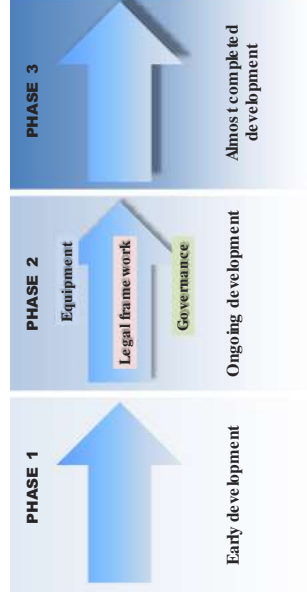 PHASE 1
Early development
PHASE 2
Equipment
Legal framework
Governance
Ongoing development
PHASE 3
Almost completed
development